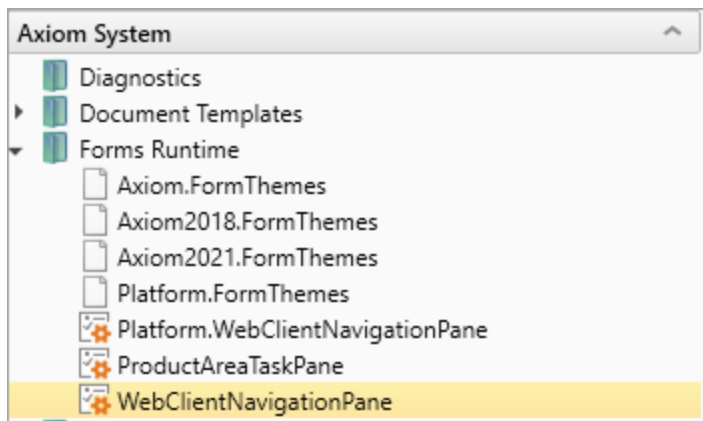 Axiom System
Diagnostics
Document Templates
Forms Runtime
Axiom.FormThemes
Axiom2018.FormThemes
Axiom2021.FormThemes
Platform.FormThemes
Platform.WebClientNavigationPane
ProductAreaTaskPane
WebClientNavigationPane